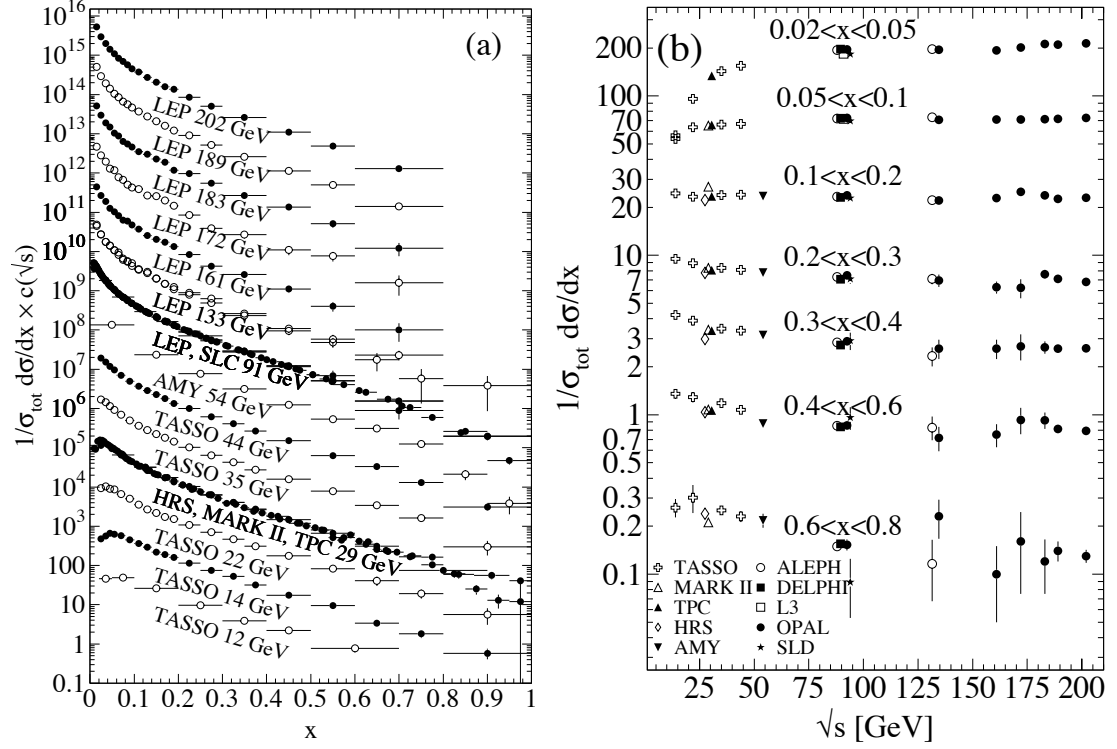 (a)
1/σtot dσ/dx × c(√s)
10^16
10^15
10^14
10^13
10^12
10^11
10^10
10^9
10^8
10^7
10^6
10^5
10^4
10^3
100
10
1
0.1
LEP 202 GeV
LEP 189 GeV
LEP 183 GeV
LEP 172 GeV
LEP 161 GeV
LEP 133 GeV
LEP, SLC 91 GeV
AMY 54 GeV
TASSO 44 GeV
TASSO 35 GeV
HRS, MARK II, TPC 29 GeV
TASSO 22 GeV
TASSO 14 GeV
TASSO 12 GeV
0 0.1 0.2 0.3 0.4 0.5 0.6 0.7 0.8 0.9 1
x
(b)
1/σtot dσ/dx
200
100
70
50
30
20
10
7
5
3
2
1
0.7
0.5
0.3
0.2
0.1
0.02<x<0.05
0.05<x<0.1
0.1<x<0.2
0.2<x<0.3
0.3<x<0.4
0.4<x<0.6
0.6<x<0.8
TASSO ALEPH
MARK II DELPHI
TPC L3
HRS OPAL
AMY SLD
25 50 75 100 125 150 175 200
√s [GeV]